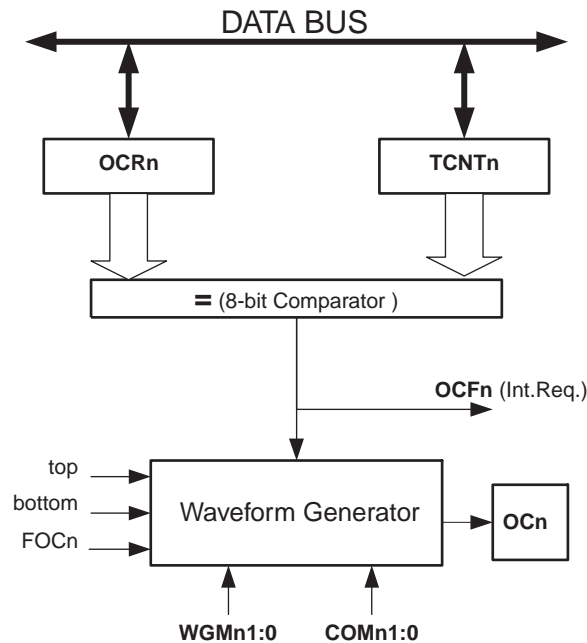 DATA BUS
OCRn
TCNTn
= (8-bit Comparator )
OCFn (Int.Req.)
top
bottom
FOCn
Waveform Generator
OCn
WGMn1:0
COMn1:0